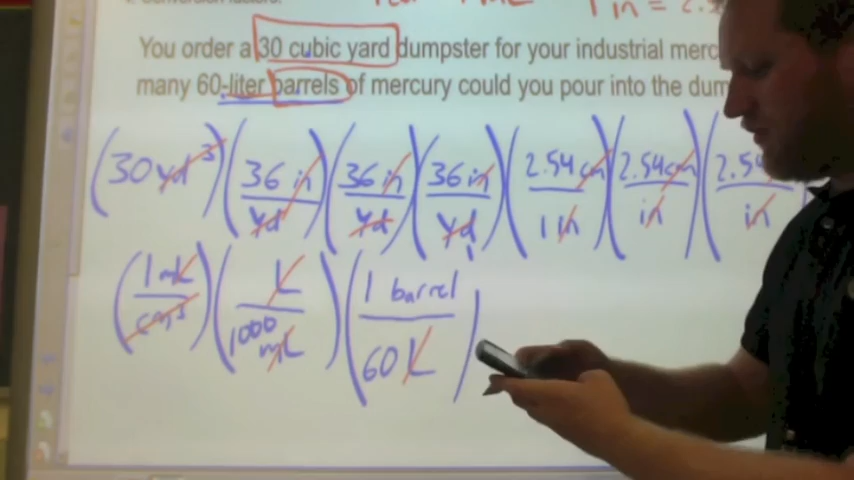 1 in = 2.5
You order a 30 cubic yard dumpster for your industrial merc
many 60-liter barrels of mercury could you pour into the dum
(30 yd³)(36 in/yd)(36 in/yd)(36 in/yd)(2.54 cm/1 in)(2.54 cm/in)(2.54/in
(1 mL/cm³)(L/1000 mL)(1 barrel/60 L)